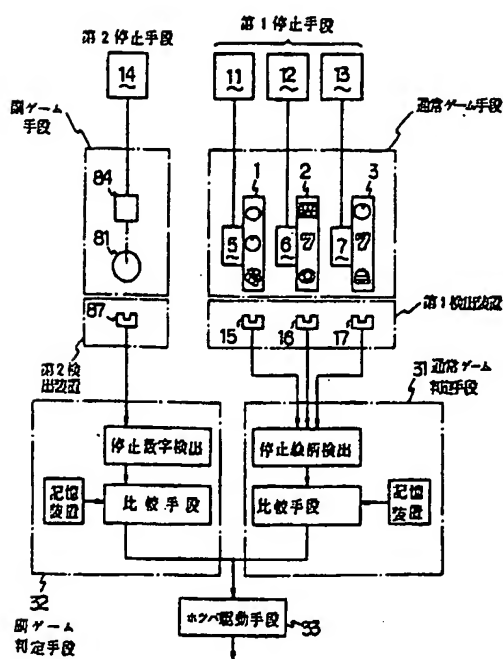 第1停止手段
第2停止手段
14
11
12
13
副ゲーム
手段
通常ゲーム手段
84
81
1
2
3
5
6
7
87
15
16
17
第1検出装置
第2検
出装置
31 通常ゲーム
判定手段
停止数字検出
停止絵柄検出
記憶
装置
比較手段
比較手段
記憶
装置
32
副ゲーム
判定手段
ホッパ駆動手段
33